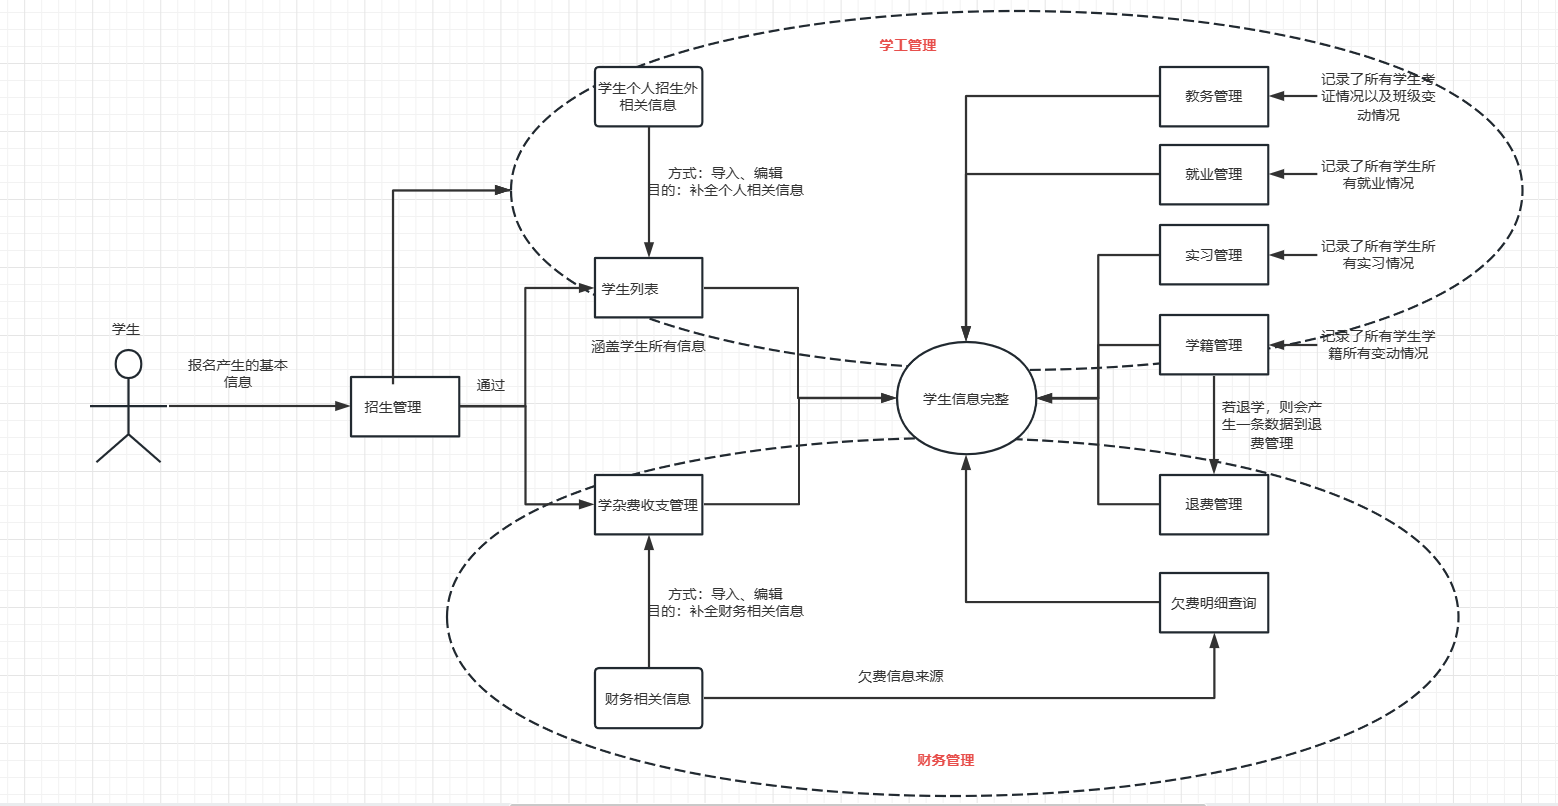 学工管理
学生个人招生外
相关信息
方式：导入、编辑
目的：补全个人相关信息
学生列表
涵盖学生所有信息
教务管理
记录了所有学生考
证情况以及班级变
动情况
就业管理
记录了所有学生所
有就业情况
实习管理
记录了所有学生所
有实习情况
学籍管理
记录了所有学生学
籍所有变动情况
学生
报名产生的基本
信息
招生管理
通过
学生信息完整
若退学，则会产
生一条数据到退
费管理
学杂费收支管理
退费管理
方式：导入、编辑
目的：补全财务相关信息
欠费明细查询
财务相关信息
欠费信息来源
财务管理